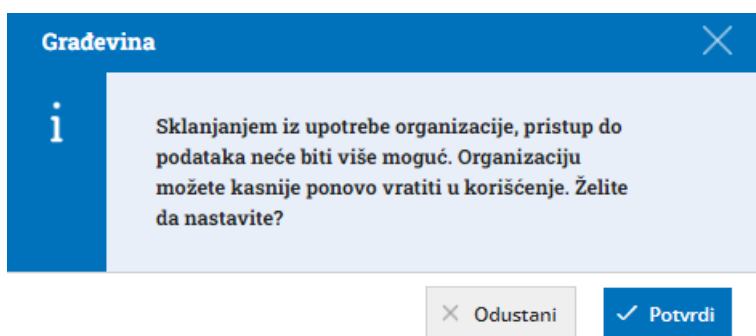 Građevina
Sklanjanjem iz upotrebe organizacije, pristup do
podataka neće biti više moguć. Organizaciju
možete kasnije ponovo vratiti u korišćenje. Želite
da nastavite?
Odustani
Potvrdi